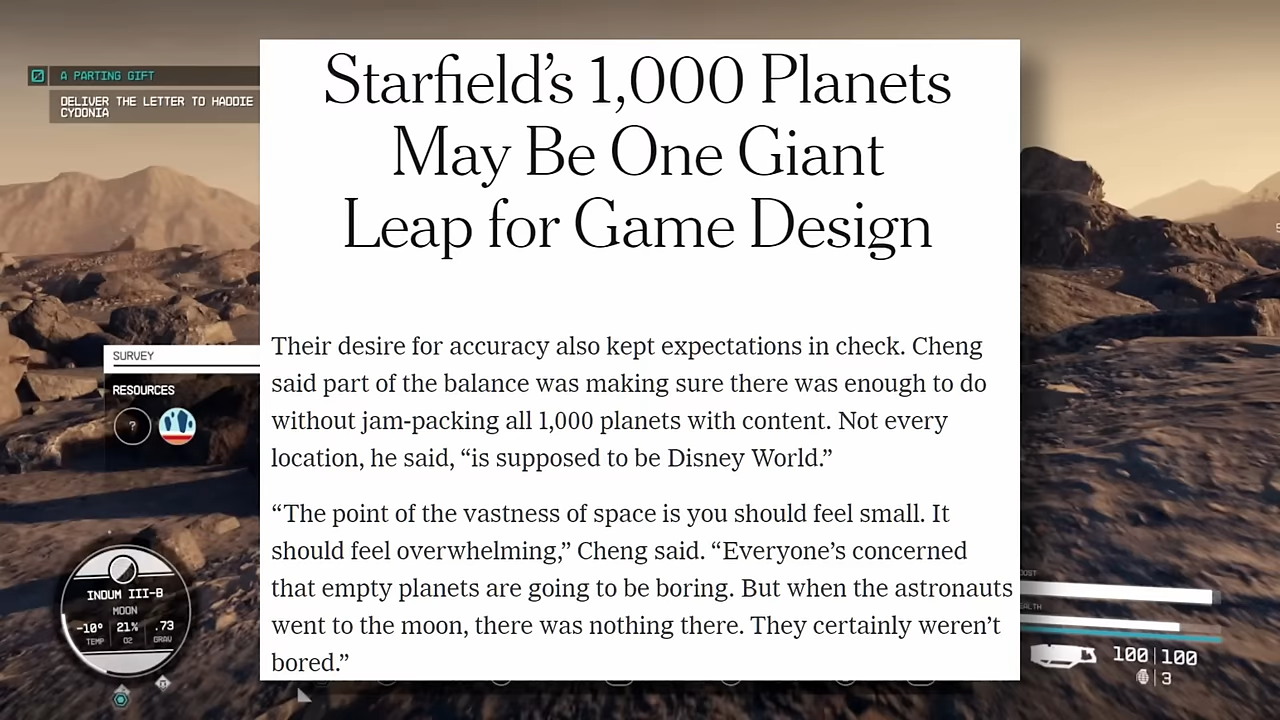 A PARTING GIFT
DELIVER THE LETTER TO HADDIE
CYDONIA
Starfield’s 1,000 Planets
May Be One Giant
Leap for Game Design
Their desire for accuracy also kept expectations in check. Cheng
said part of the balance was making sure there was enough to do
without jam-packing all 1,000 planets with content. Not every
location, he said, “is supposed to be Disney World.”
“The point of the vastness of space is you should feel small. It
should feel overwhelming,” Cheng said. “Everyone’s concerned
that empty planets are going to be boring. But when the astronauts
went to the moon, there was nothing there. They certainly weren’t
bored.”
SURVEY
RESOURCES
?
INDUM III-B
MOON
-10° 21% .73
TEMP O2 GRAV
100 | 100
3